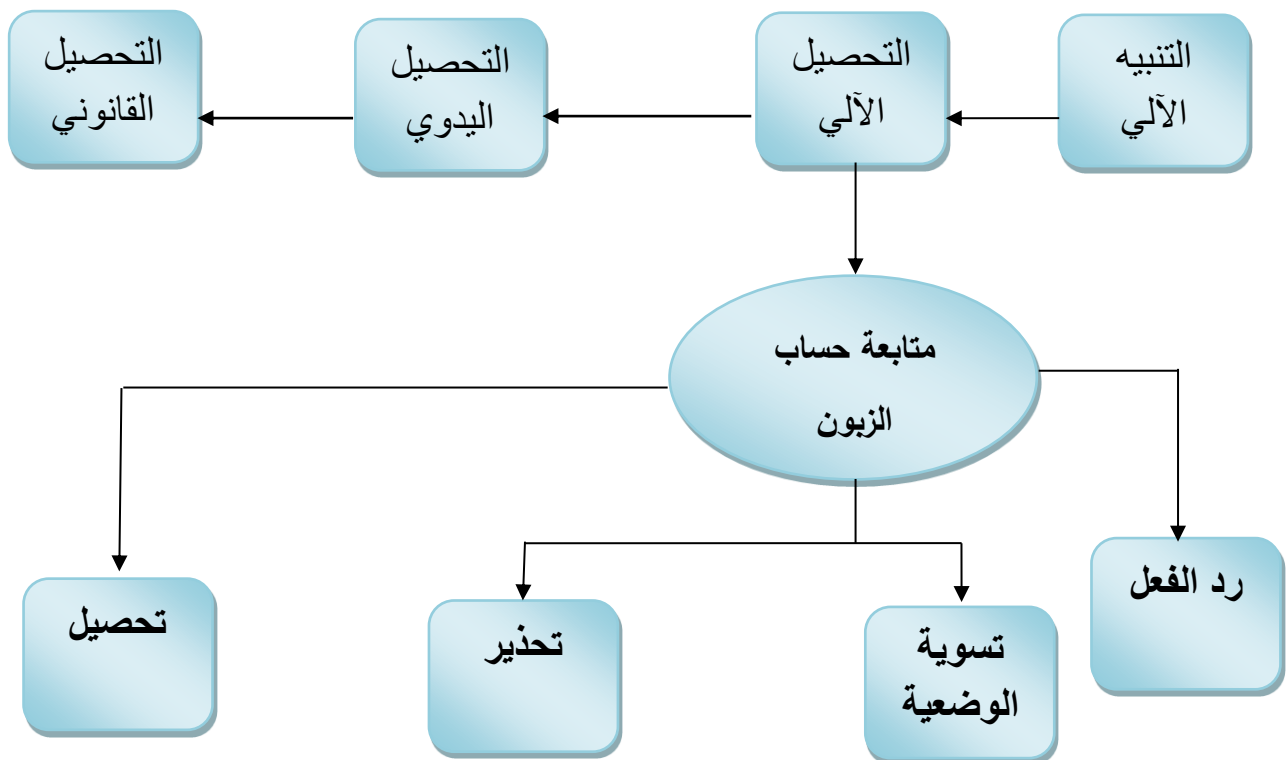 التنبيه
الآلي
التحصيل
الآلي
التحصيل
اليدوي
التحصيل
القانوني
متابعة حساب
الزبون
رد الفعل
تسوية
الوضعية
تحذير
تحصيل